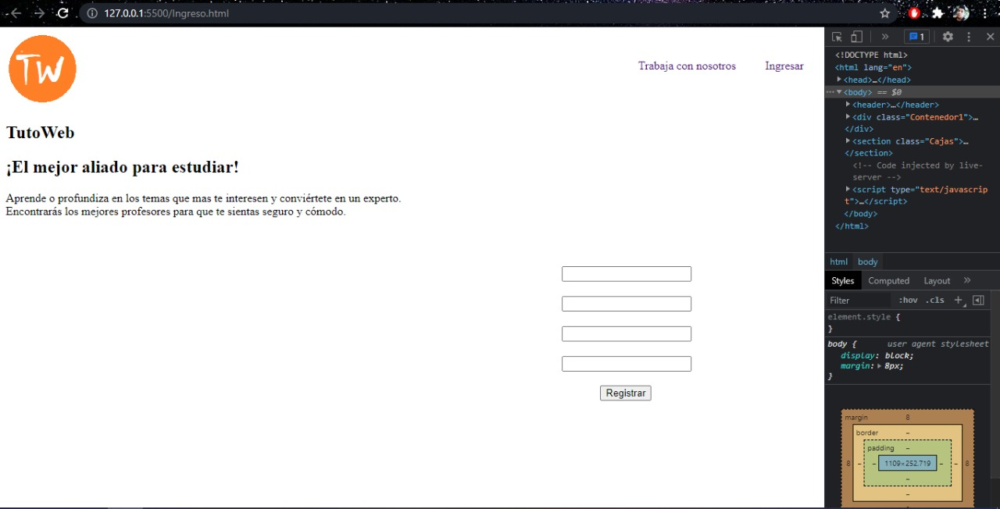 127.0.0.1:5500/Ingreso.html
TW
Trabaja con nosotros
Ingresar
TutoWeb
¡El mejor aliado para estudiar!
Aprende o profundiza en los temas que mas te interesen y conviértete en un experto.
Encontrarás los mejores profesores para que te sientas seguro y cómodo.
Registrar
1
<!DOCTYPE html>
<html lang="en">
<head>…</head>
<body> == $0
<header>…</header>
<div class="Contenedor1">…
</div>
<section class="Cajas">…
</section>
<!-- Code injected by live-
server -->
<script type="text/javascrip
t">…</script>
</body>
</html>
html body
Styles Computed Layout
Filter :hov .cls
element.style {
}
body { user agent stylesheet
display: block;
margin: 8px;
}
margin 8
border –
padding –
8 – – 1109×252.719 – – 8
–
–